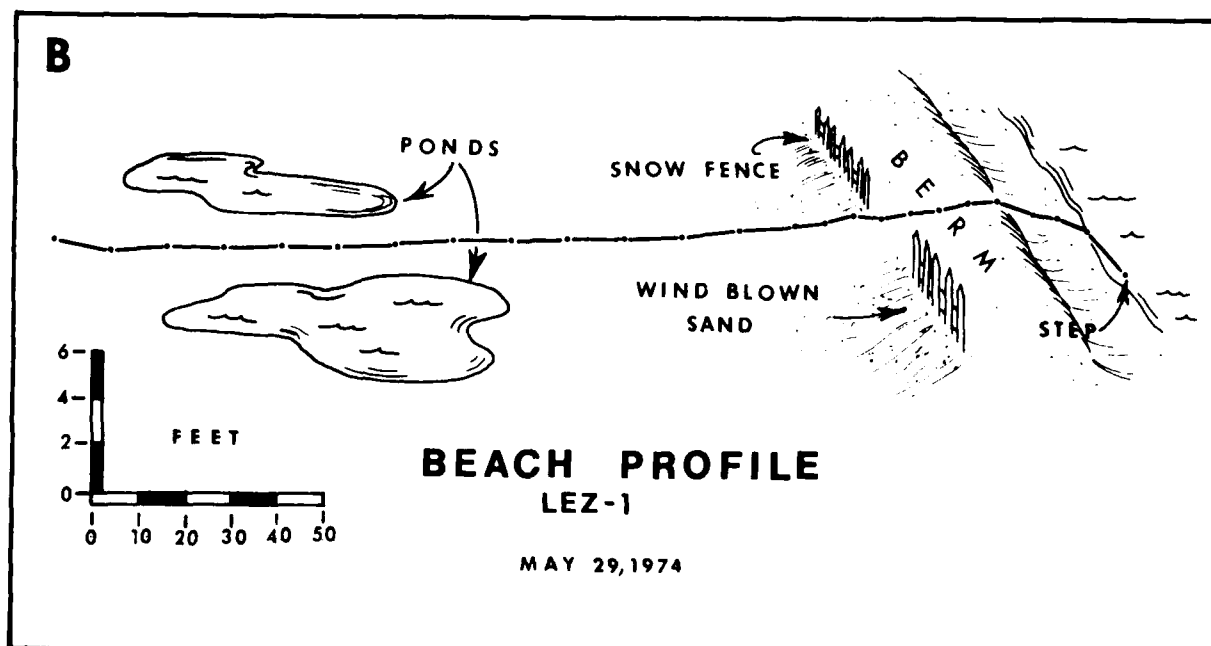 B
PONDS
SNOW FENCE
BERM
WIND BLOWN
SAND
STEP
6
4
2
0
FEET
0 10 20 30 40 50
BEACH PROFILE
LEZ-1
MAY 29, 1974